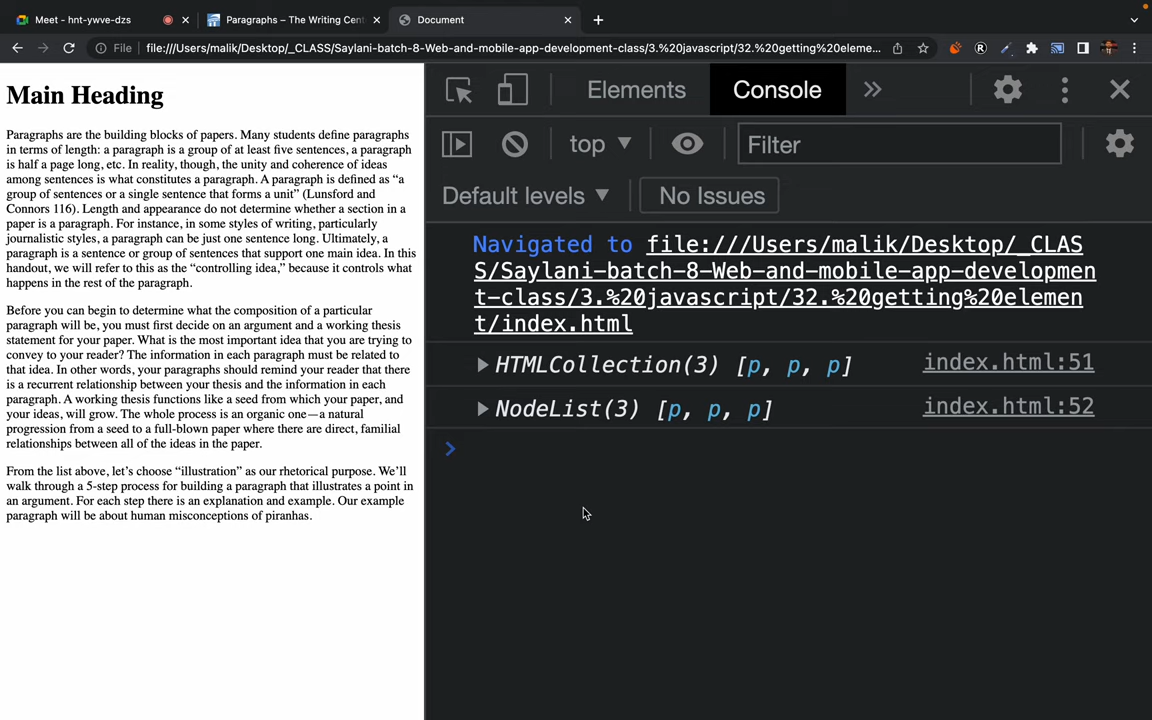 Meet - hnt-ywve-dzs
Paragraphs – The Writing Cent
Document
File
file:///Users/malik/Desktop/_CLASS/Saylani-batch-8-Web-and-mobile-app-development-class/3.%20javascript/32.%20getting%20eleme...
Main Heading
Paragraphs are the building blocks of papers. Many students define paragraphs
in terms of length: a paragraph is a group of at least five sentences, a paragraph
is half a page long, etc. In reality, though, the unity and coherence of ideas
among sentences is what constitutes a paragraph. A paragraph is defined as “a
group of sentences or a single sentence that forms a unit” (Lunsford and
Connors 116). Length and appearance do not determine whether a section in a
paper is a paragraph. For instance, in some styles of writing, particularly
journalistic styles, a paragraph can be just one sentence long. Ultimately, a
paragraph is a sentence or group of sentences that support one main idea. In this
handout, we will refer to this as the “controlling idea,” because it controls what
happens in the rest of the paragraph.
Before you can begin to determine what the composition of a particular
paragraph will be, you must first decide on an argument and a working thesis
statement for your paper. What is the most important idea that you are trying to
convey to your reader? The information in each paragraph must be related to
that idea. In other words, your paragraphs should remind your reader that there
is a recurrent relationship between your thesis and the information in each
paragraph. A working thesis functions like a seed from which your paper, and
your ideas, will grow. The whole process is an organic one—a natural
progression from a seed to a full-blown paper where there are direct, familial
relationships between all of the ideas in the paper.
From the list above, let’s choose “illustration” as our rhetorical purpose. We’ll
walk through a 5-step process for building a paragraph that illustrates a point in
an argument. For each step there is an explanation and example. Our example
paragraph will be about human misconceptions of piranhas.
Elements
Console
top
Filter
Default levels
No Issues
Navigated to file:///Users/malik/Desktop/_CLAS
S/Saylani-batch-8-Web-and-mobile-app-developmen
t-class/3.%20javascript/32.%20getting%20elemen
t/index.html
HTMLCollection(3) [p, p, p] index.html:51
NodeList(3) [p, p, p] index.html:52